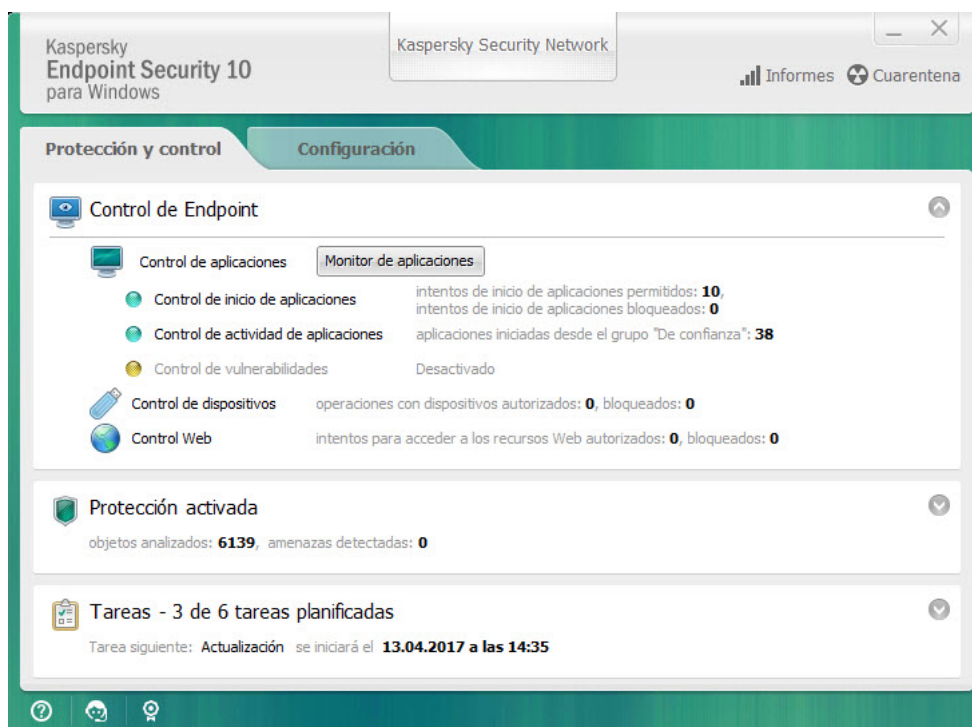 Kaspersky
Endpoint Security 10
para Windows
Kaspersky Security Network
Informes
Cuarentena
Protección y control
Configuración
Control de Endpoint
Control de aplicaciones
Monitor de aplicaciones
Control de inicio de aplicaciones
intentos de inicio de aplicaciones permitidos: 10,
intentos de inicio de aplicaciones bloqueados: 0
Control de actividad de aplicaciones
aplicaciones iniciadas desde el grupo "De confianza": 38
Control de vulnerabilidades
Desactivado
Control de dispositivos
operaciones con dispositivos autorizados: 0, bloqueados: 0
Control Web
intentos para acceder a los recursos Web autorizados: 0, bloqueados: 0
Protección activada
objetos analizados: 6139, amenazas detectadas: 0
Tareas - 3 de 6 tareas planificadas
Tarea siguiente: Actualización se iniciará el 13.04.2017 a las 14:35